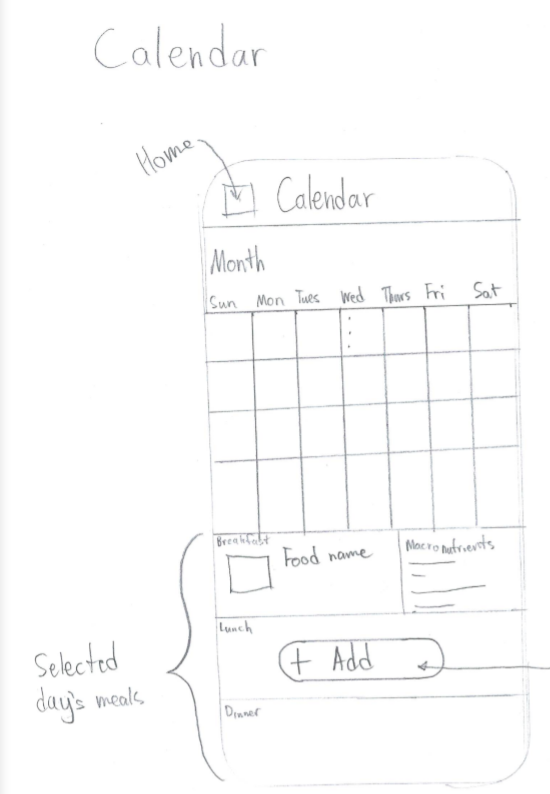 Calendar
Home
Calendar
Month
Sun Mon Tues Wed Thurs Fri Sat
Breakfast
Food name
Macronutrients
Lunch
+ Add
Selected
day's meals
Dinner